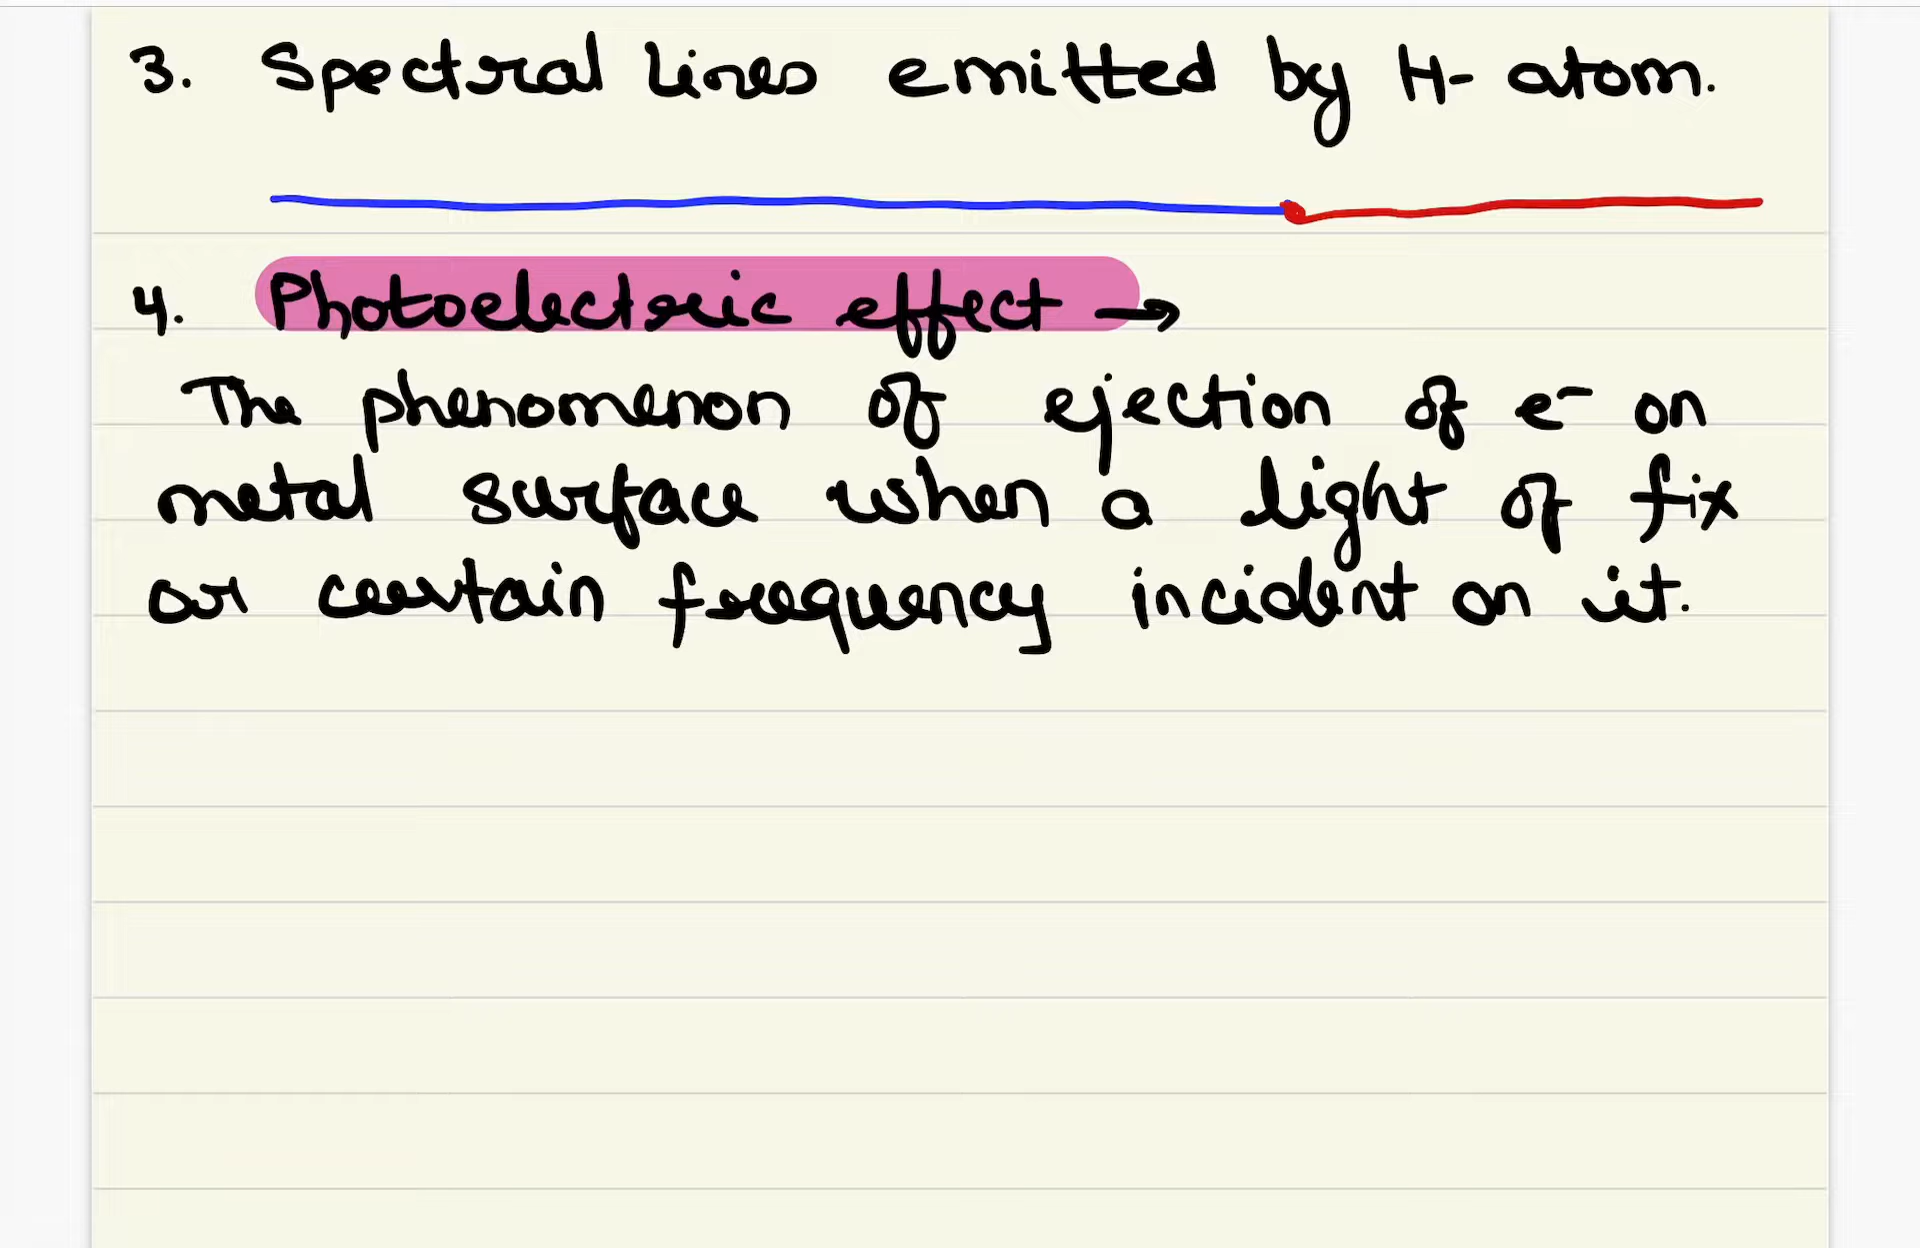 3. Spectral lines emitted by H- atom.
4. Photoelectric effect →
The phenomenon of ejection of e⁻ on
metal surface when a light of fix
or certain frequency incident on it.